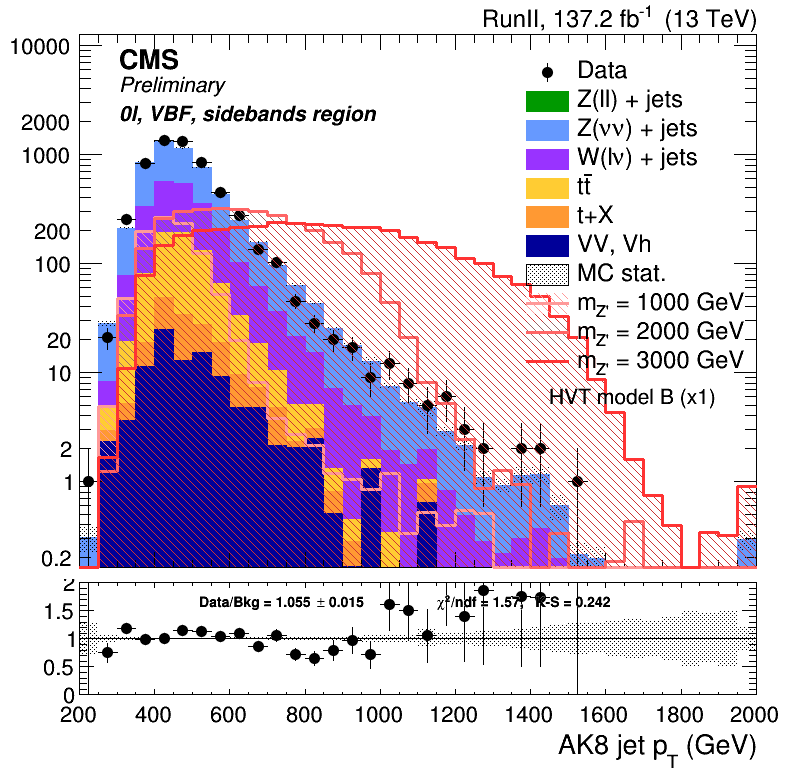 RunII, 137.2 fb⁻¹ (13 TeV)
CMS
Preliminary
0l, VBF, sidebands region
Data
Z(ll) + jets
Z(νν) + jets
W(lν) + jets
tt̄
t+X
VV, Vh
MC stat.
m_Z' = 1000 GeV
m_Z' = 2000 GeV
m_Z' = 3000 GeV
HVT model B (x1)
10000
2000
1000
200
100
20
10
2
1
0.2
Data/Bkg = 1.055 ± 0.015 χ²/ndf = 1.57, K-S = 0.242
2
1.5
1
0.5
0
200 400 600 800 1000 1200 1400 1600 1800 2000
AK8 jet p_T (GeV)